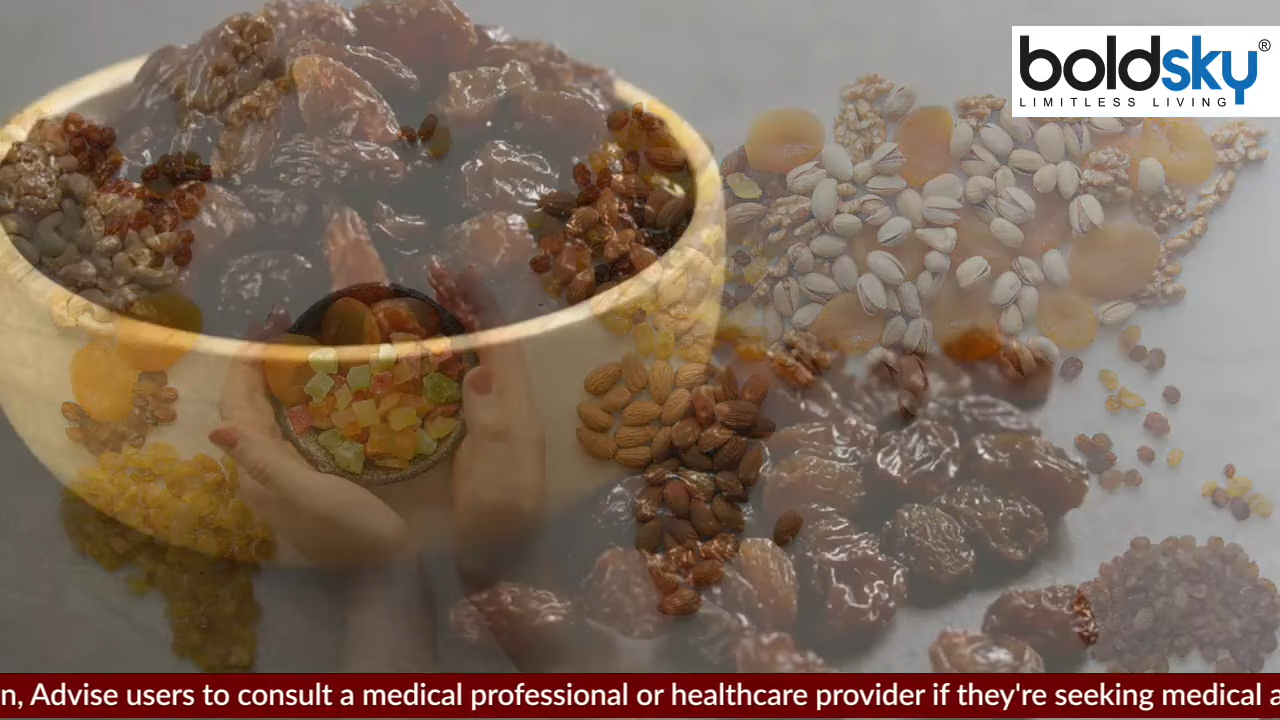 boldsky®
LIMITLESS LIVING
n, Advise users to consult a medical professional or healthcare provider if they're seeking medical a